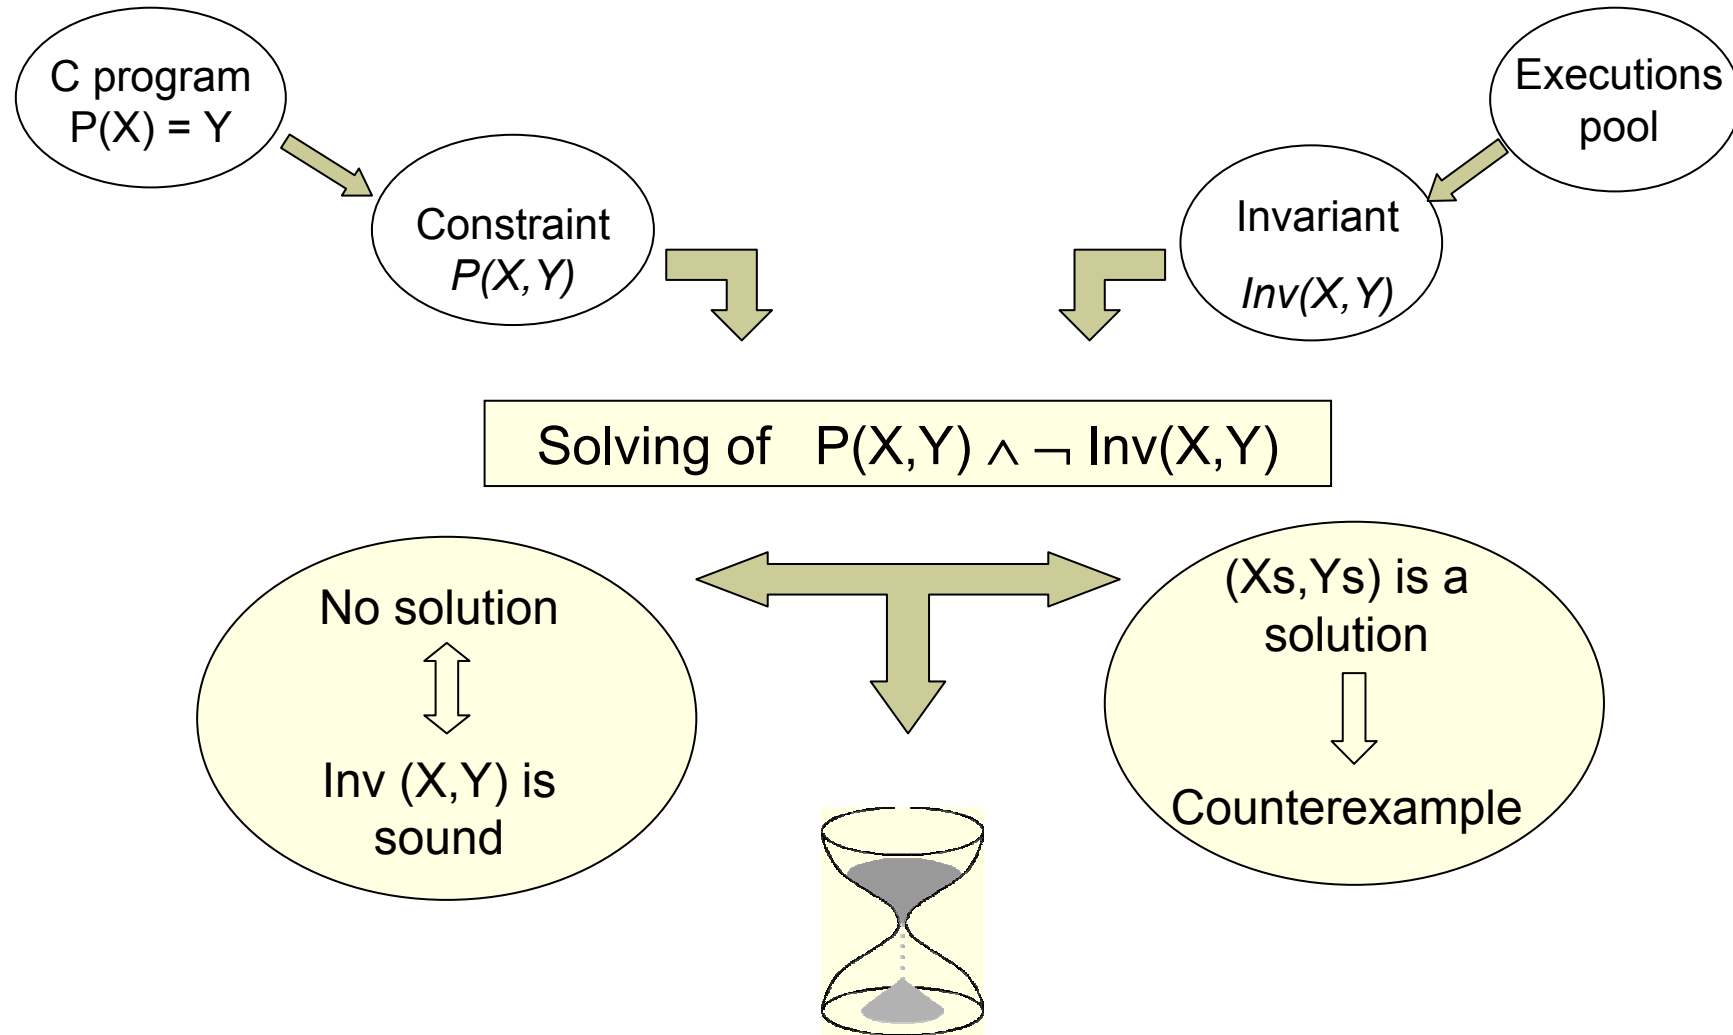 C program
P(X) = Y
Executions
pool
Constraint
P(X,Y)
Invariant
Inv(X,Y)
Solving of P(X,Y) ∧ ¬ Inv(X,Y)
No solution
Inv (X,Y) is
sound
(Xs,Ys) is a
solution
Counterexample